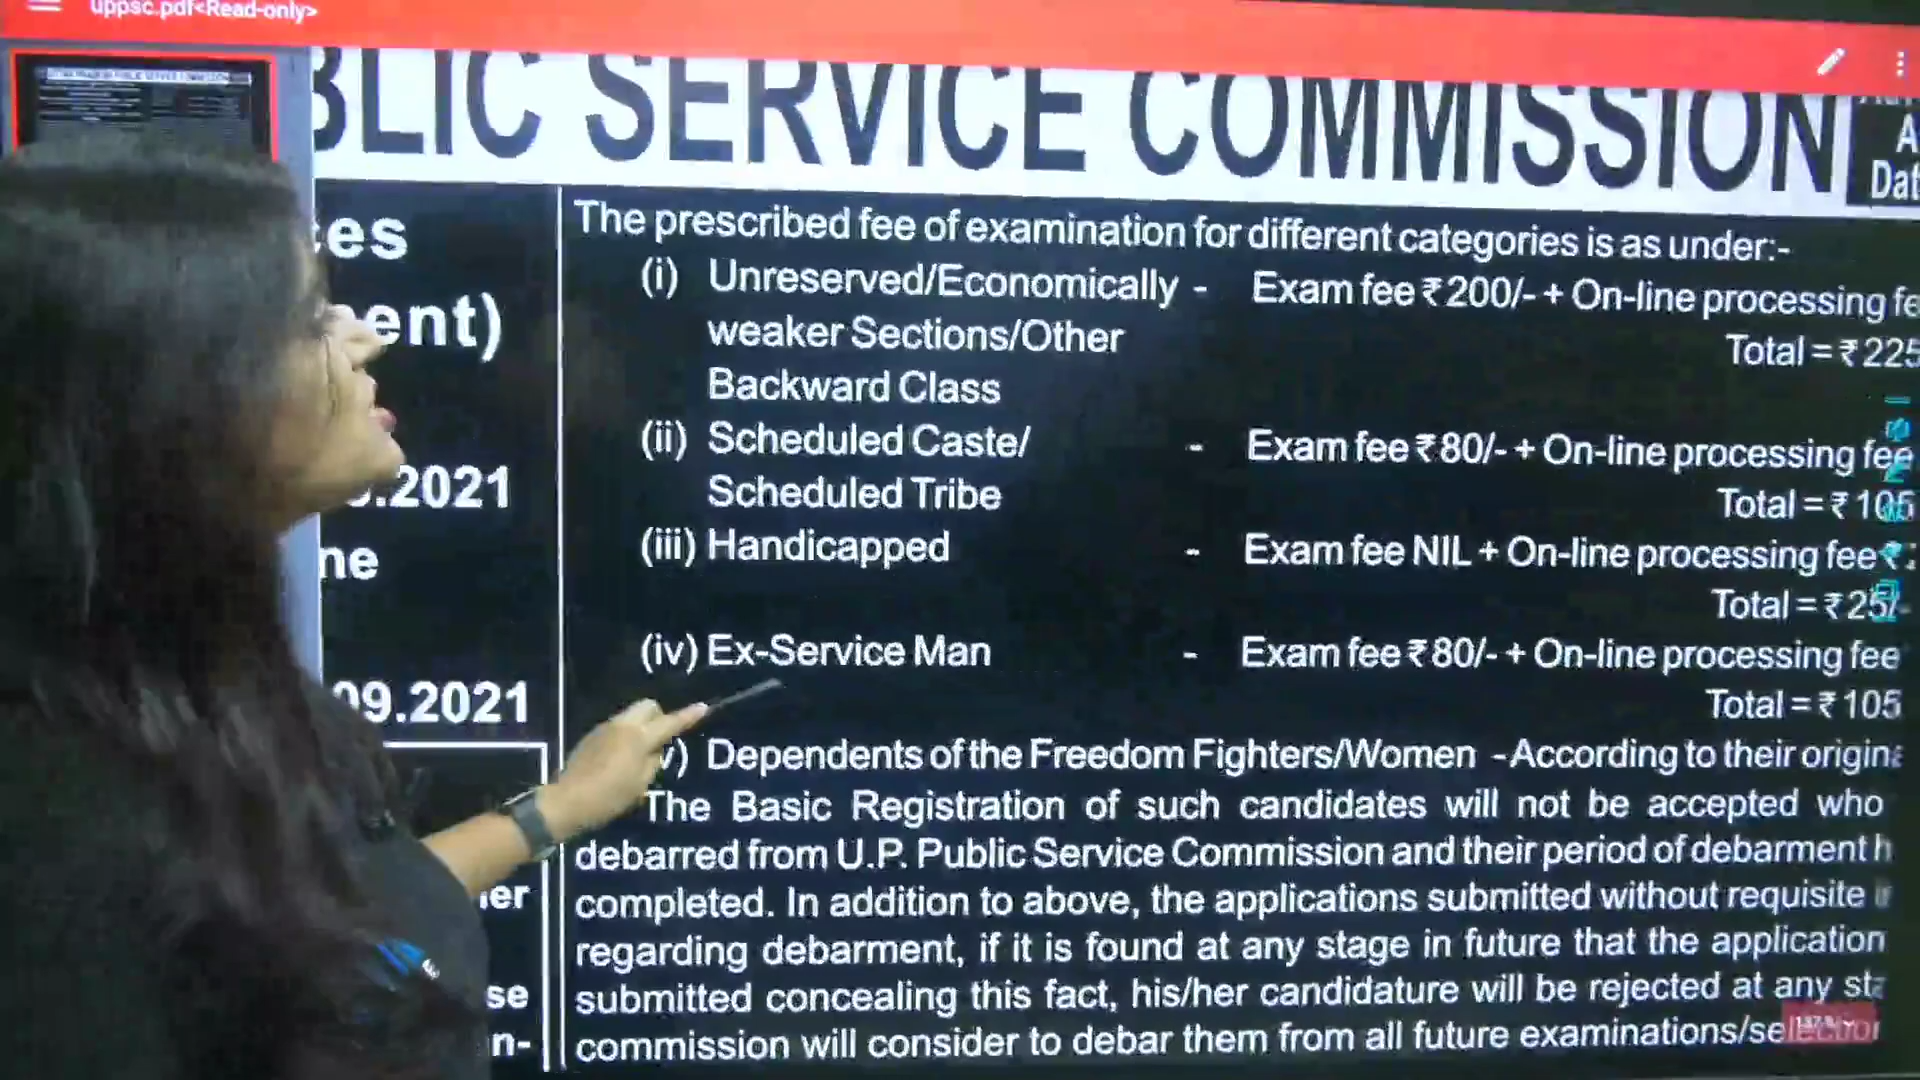 uppsc.pdf<Read-only>
BLIC SERVICE COMMISSION
A
Dat
es
ent)
.2021
ne
09.2021
er
se
n-
The prescribed fee of examination for different categories is as under:-
(i) Unreserved/Economically - Exam fee ₹200/- + On-line processing fe
weaker Sections/Other Total = ₹225
Backward Class
(ii) Scheduled Caste/ - Exam fee ₹80/- + On-line processing fee
Scheduled Tribe Total = ₹105
(iii) Handicapped - Exam fee NIL + On-line processing fee ₹
Total = ₹25/-
(iv) Ex-Service Man - Exam fee ₹80/- + On-line processing fee
Total = ₹105
v) Dependents of the Freedom Fighters/Women - According to their origina
The Basic Registration of such candidates will not be accepted who
debarred from U.P. Public Service Commission and their period of debarment h
completed. In addition to above, the applications submitted without requisite i
regarding debarment, if it is found at any stage in future that the application
submitted concealing this fact, his/her candidature will be rejected at any sta
commission will consider to debar them from all future examinations/selection